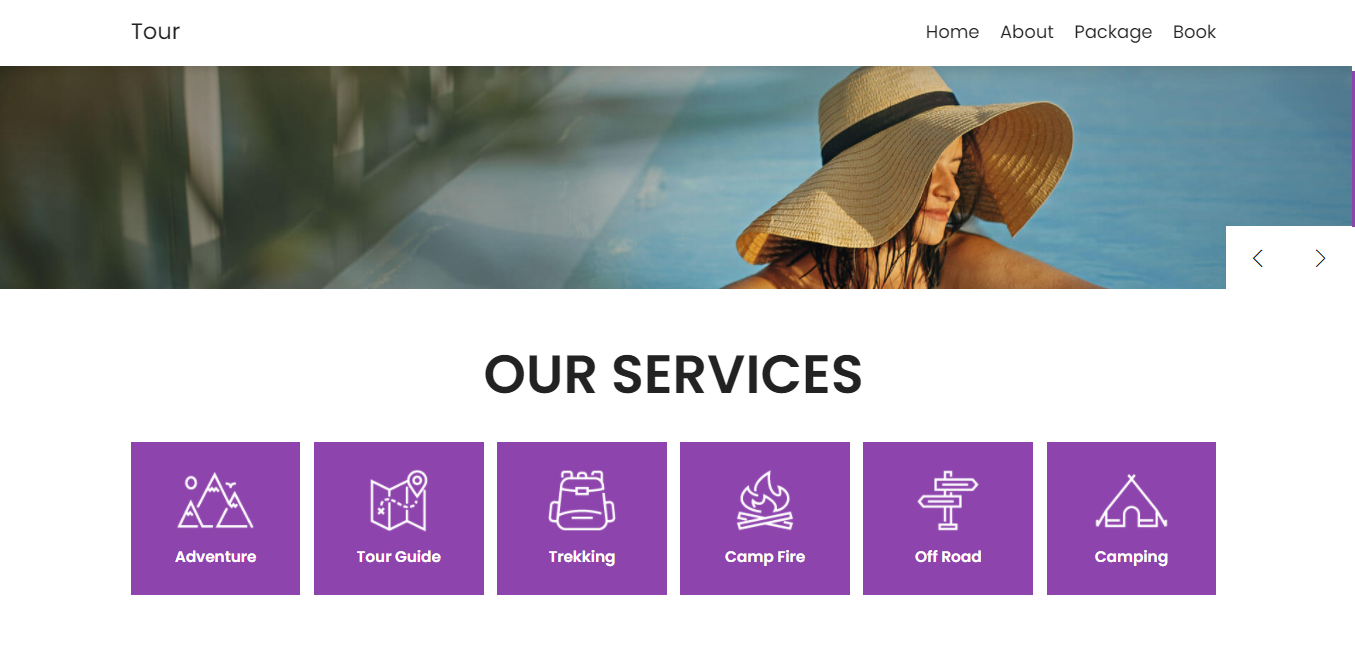 Tour
Home About Package Book
OUR SERVICES
Adventure
Tour Guide
Trekking
Camp Fire
Off Road
Camping